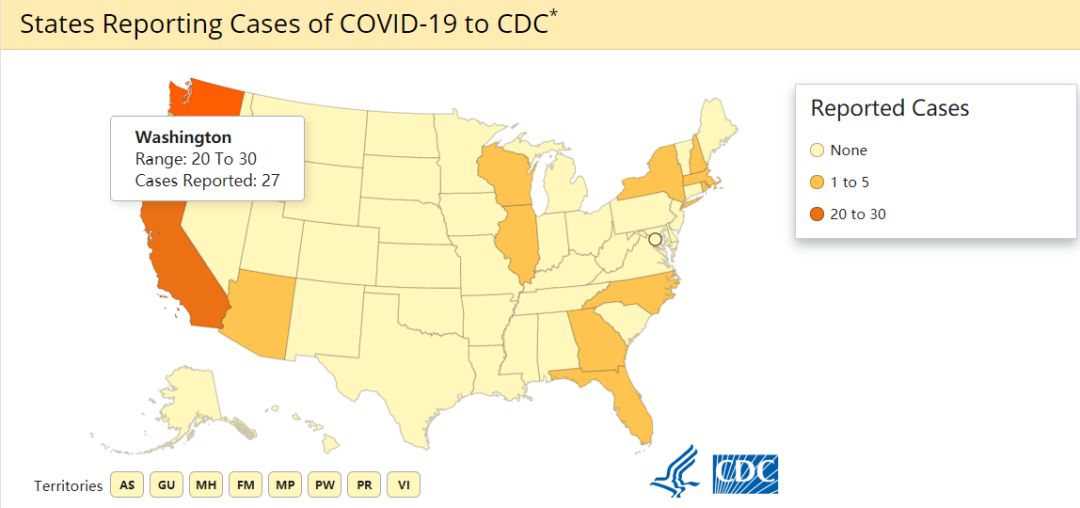 States Reporting Cases of COVID-19 to CDC*
Washington
Range: 20 To 30
Cases Reported: 27
Reported Cases
None
1 to 5
20 to 30
Territories AS GU MH FM MP PW PR VI
CDC